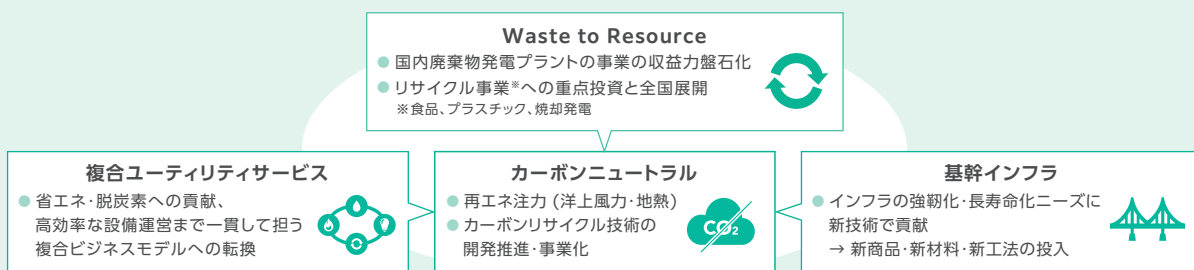 Waste to Resource
● 国内廃棄物発電プラントの事業の収益力盤石化
● リサイクル事業※への重点投資と全国展開
※食品、プラスチック、焼却発電
複合ユーティリティサービス
● 省エネ・脱炭素への貢献、
高効率な設備運営まで一貫して担う
複合ビジネスモデルへの転換
カーボンニュートラル
● 再エネ注力 (洋上風力・地熱)
● カーボンリサイクル技術の
開発推進・事業化
CO₂
基幹インフラ
● インフラの強靱化・長寿命化ニーズに
新技術で貢献
→ 新商品・新材料・新工法の投入